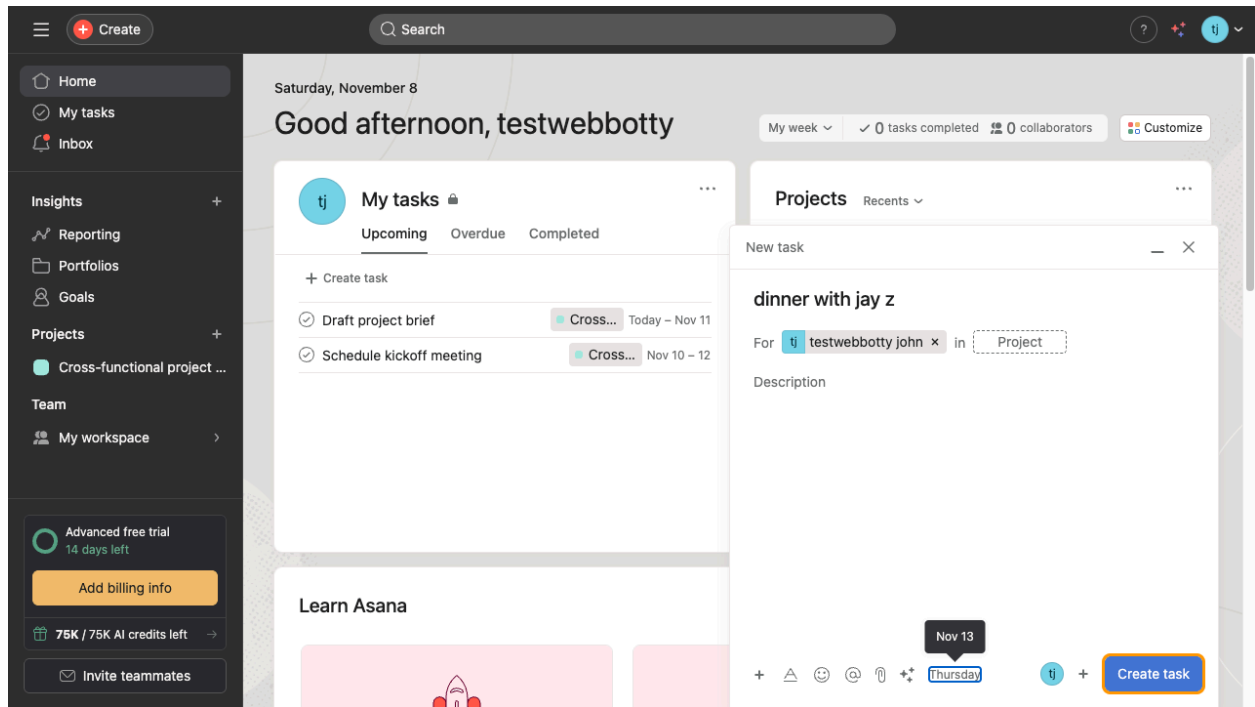 Create
Search
?
tj
Home
My tasks
Inbox
Insights
Reporting
Portfolios
Goals
Projects
Cross-functional project ...
Team
My workspace
Advanced free trial
14 days left
Add billing info
75K / 75K AI credits left
Invite teammates
Saturday, November 8
Good afternoon, testwebbotty
My week
0 tasks completed
0 collaborators
Customize
tj
My tasks
Upcoming Overdue Completed
+ Create task
Draft project brief Cross... Today – Nov 11
Schedule kickoff meeting Cross... Nov 10 – 12
Learn Asana
Projects Recents
New task
dinner with jay z
For tj testwebbotty john × in Project
Description
Nov 13
Thursday
tj
Create task